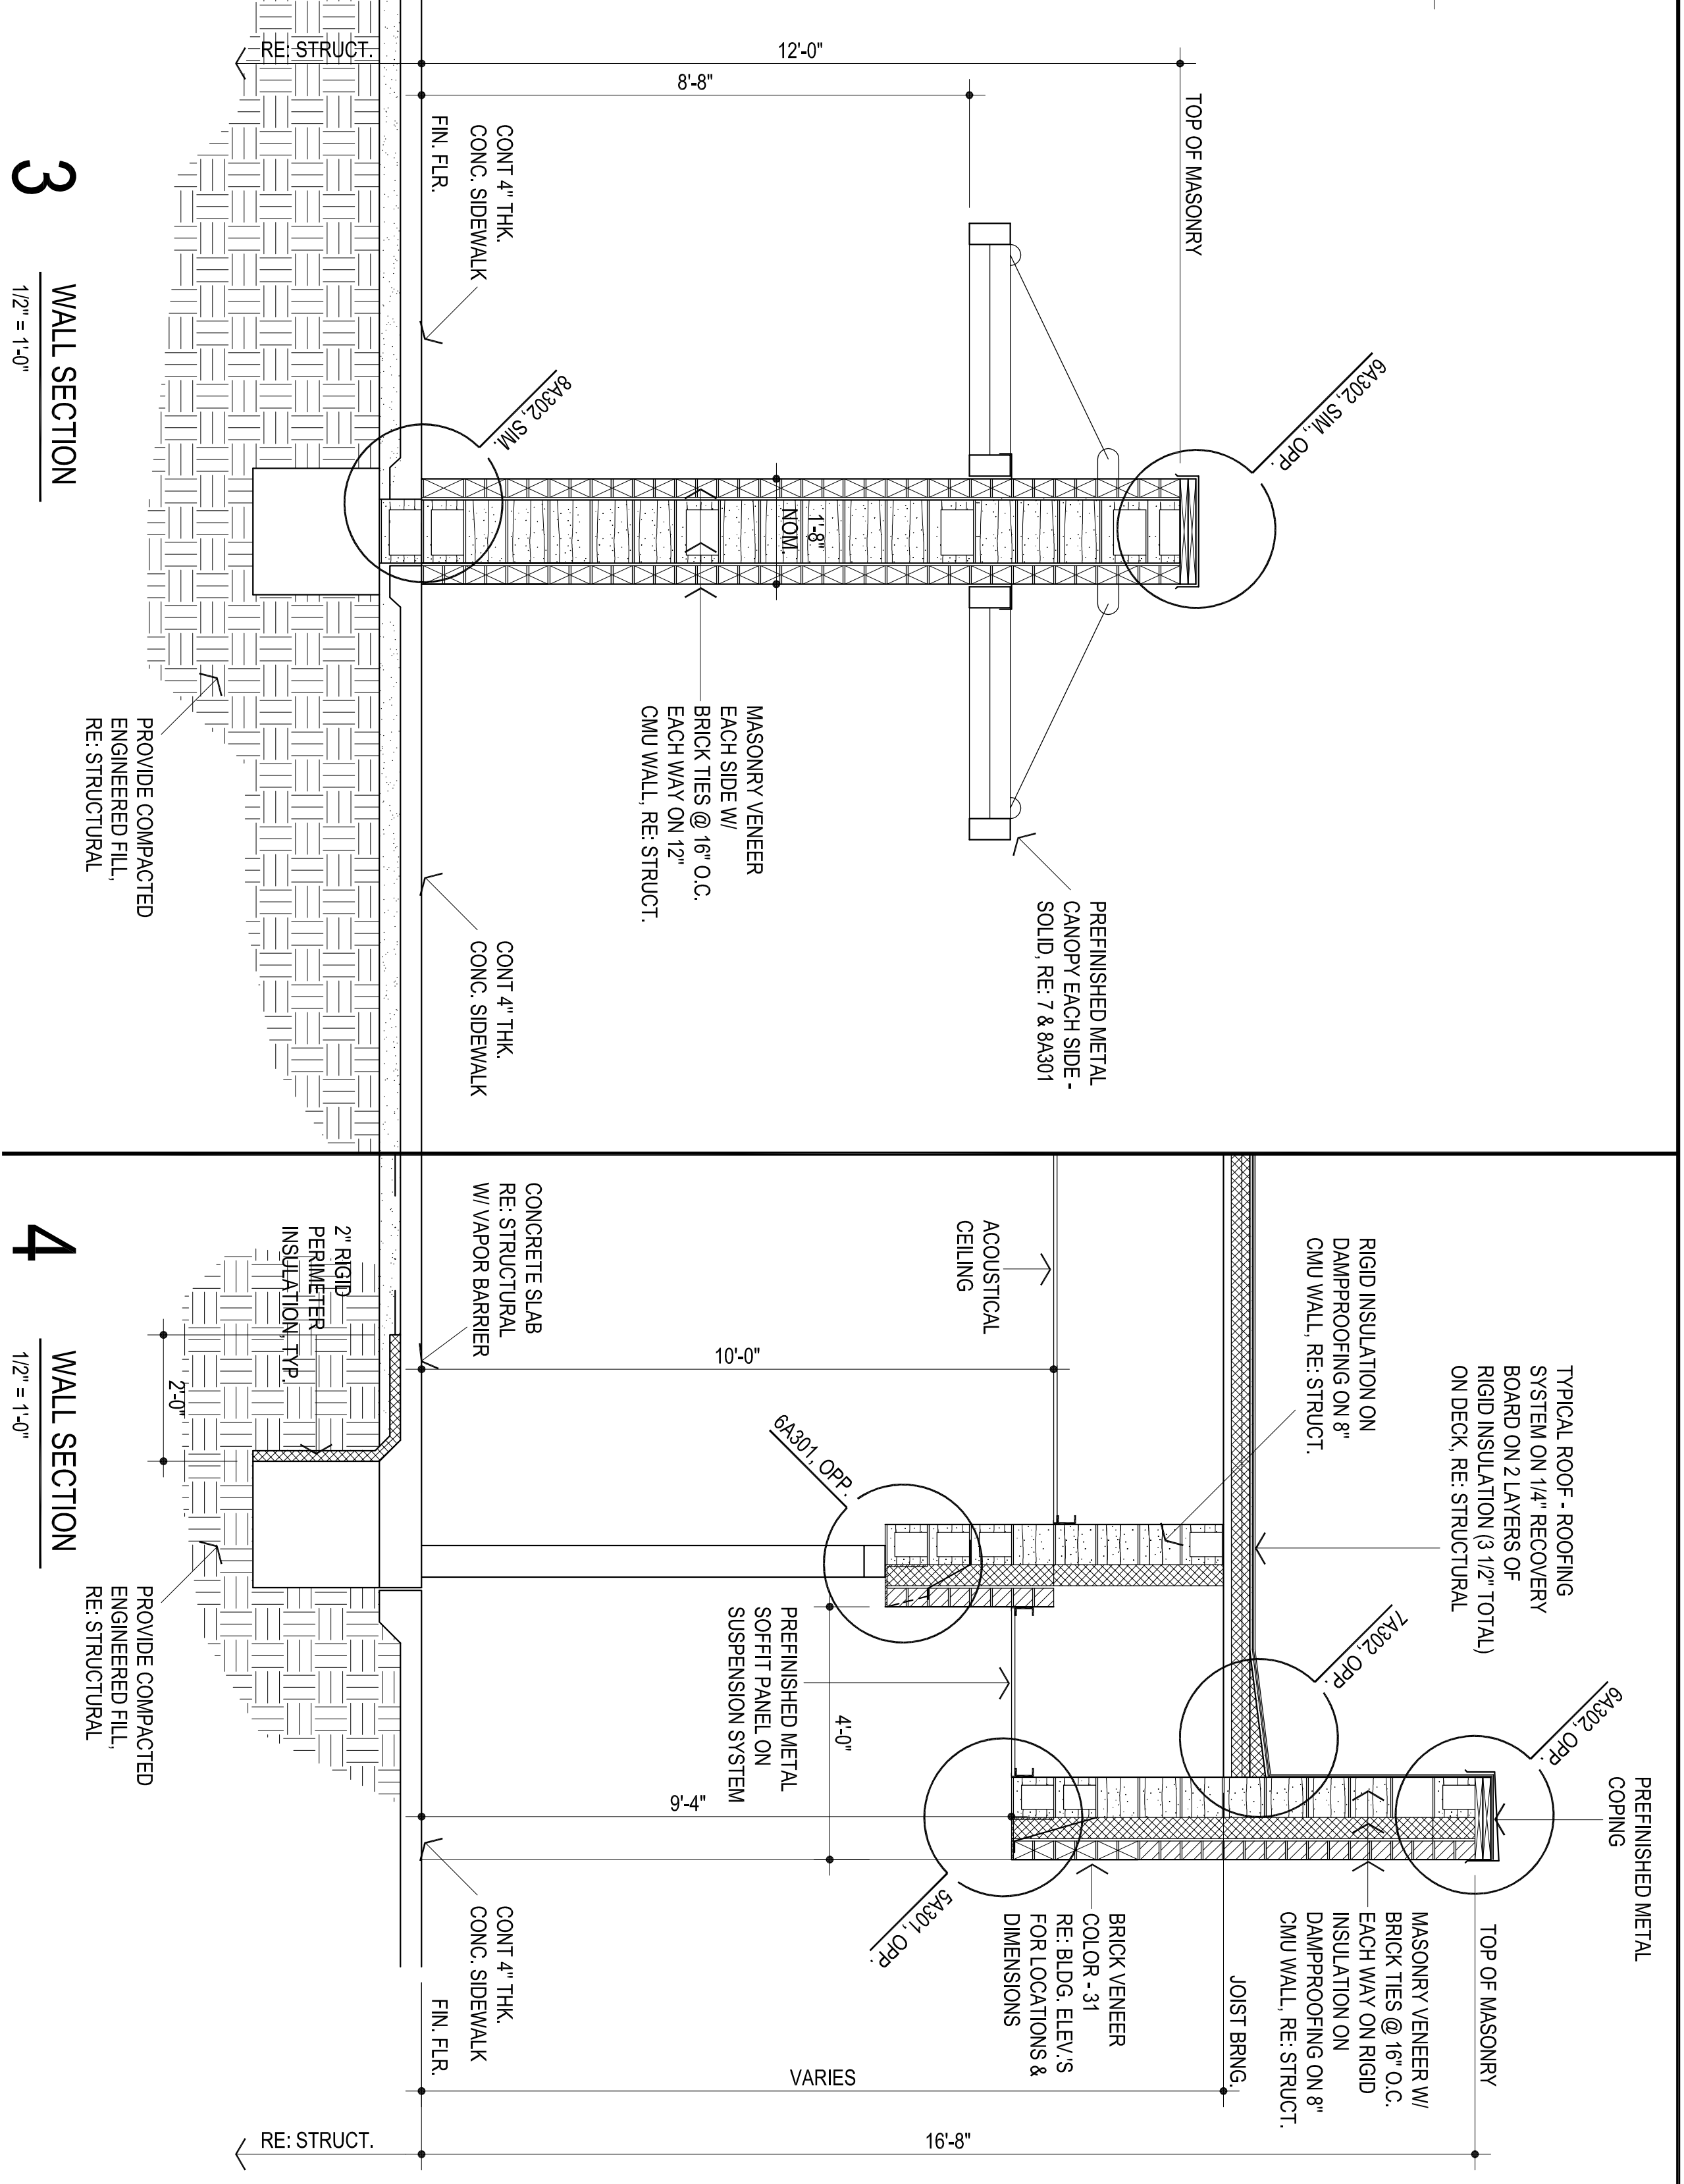 TOP OF MASONRY
6A302, SIM., OPP.
12'-0"
8'-8"
PREFINISHED METAL
CANOPY EACH SIDE -
SOLID, RE: 7 & 8A301
1'-8"
NOM.
MASONRY VENEER
EACH SIDE W/
BRICK TIES @ 16" O.C.
EACH WAY ON 12"
CMU WALL, RE: STRUCT.
8A302, SIM.
CONT 4" THK.
CONC. SIDEWALK
FIN. FLR.
CONT 4" THK.
CONC. SIDEWALK
RE: STRUCT.
PROVIDE COMPACTED
ENGINEERED FILL,
RE: STRUCTURAL
3
WALL SECTION
1/2" = 1'-0"
PREFINISHED METAL
COPING
6A302, OPP.
TYPICAL ROOF - ROOFING
SYSTEM ON 1/4" RECOVERY
BOARD ON 2 LAYERS OF
RIGID INSULATION (3 1/2" TOTAL)
ON DECK, RE: STRUCTURAL
TOP OF MASONRY
7A302, OPP.
MASONRY VENEER W/
BRICK TIES @ 16" O.C.
EACH WAY ON RIGID
INSULATION ON
DAMPPROOFING ON 8"
CMU WALL, RE: STRUCT.
RIGID INSULATION ON
DAMPPROOFING ON 8"
CMU WALL, RE: STRUCT.
JOIST BRNG.
BRICK VENEER
COLOR - 31
RE: BLDG. ELEV.'S
FOR LOCATIONS &
DIMENSIONS
ACOUSTICAL
CEILING
5A301, OPP.
6A301, OPP.
4'-0"
PREFINISHED METAL
SOFFIT PANEL ON
SUSPENSION SYSTEM
10'-0"
9'-4"
VARIES
16'-8"
CONCRETE SLAB
RE: STRUCTURAL
W/ VAPOR BARRIER
CONT 4" THK.
CONC. SIDEWALK
FIN. FLR.
2" RIGID
PERIMETER
INSULATION, TYP.
RE: STRUCT.
2'-0"
PROVIDE COMPACTED
ENGINEERED FILL,
RE: STRUCTURAL
4
WALL SECTION
1/2" = 1'-0"